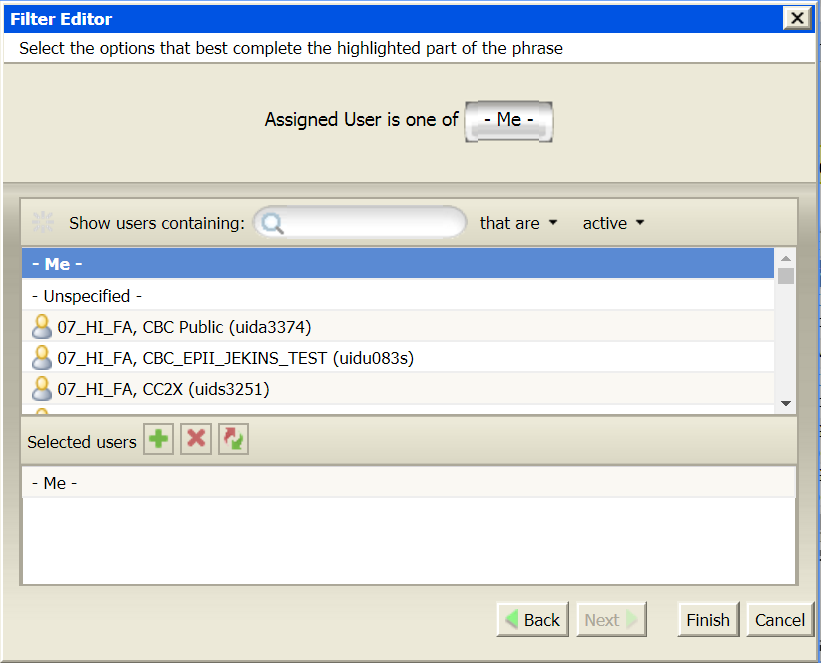 Filter Editor
Select the options that best complete the highlighted part of the phrase
Assigned User is one of - Me -
Show users containing: that are active
- Me -
- Unspecified -
07_HI_FA, CBC Public (uida3374)
07_HI_FA, CBC_EPII_JEKINS_TEST (uidu083s)
07_HI_FA, CC2X (uids3251)
Selected users
- Me -
Back Next Finish Cancel